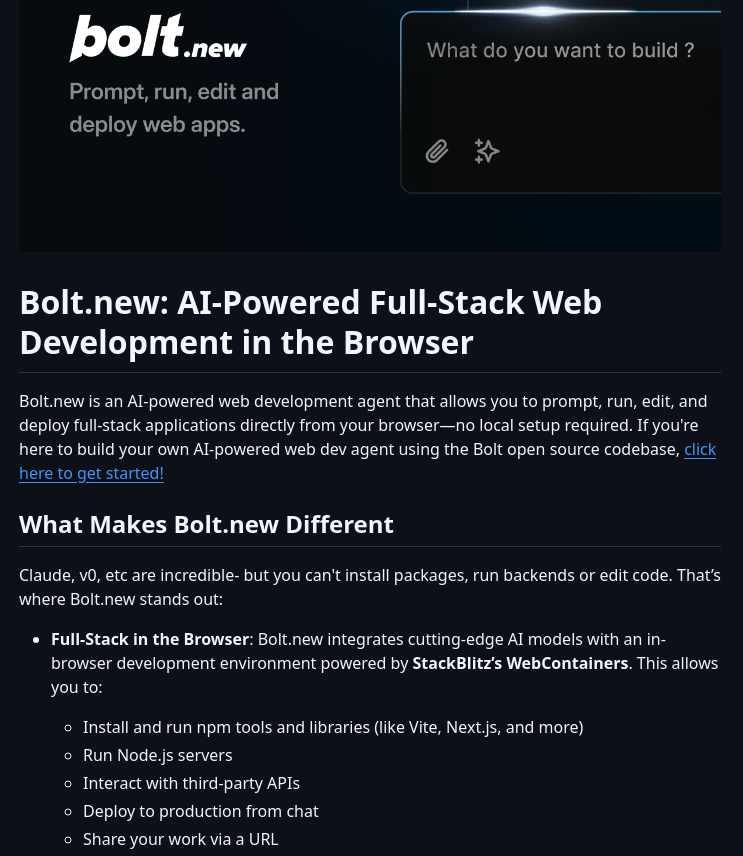 bolt.new
Prompt, run, edit and
deploy web apps.
What do you want to build ?
Bolt.new: AI-Powered Full-Stack Web
Development in the Browser
Bolt.new is an AI-powered web development agent that allows you to prompt, run, edit, and
deploy full-stack applications directly from your browser—no local setup required. If you're
here to build your own AI-powered web dev agent using the Bolt open source codebase, click
here to get started!
What Makes Bolt.new Different
Claude, v0, etc are incredible- but you can't install packages, run backends or edit code. That’s
where Bolt.new stands out:
• Full-Stack in the Browser: Bolt.new integrates cutting-edge AI models with an in-
browser development environment powered by StackBlitz’s WebContainers. This allows
you to:
◦ Install and run npm tools and libraries (like Vite, Next.js, and more)
◦ Run Node.js servers
◦ Interact with third-party APIs
◦ Deploy to production from chat
◦ Share your work via a URL